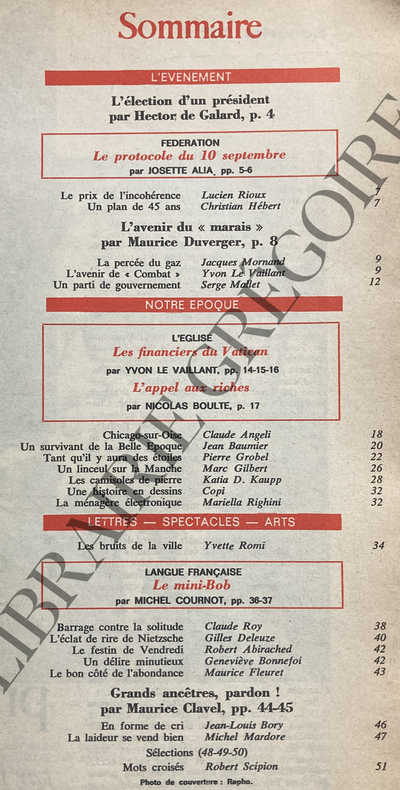 Sommaire
L'EVENEMENT
L'élection d'un président
par Hector de Galard, p. 4
FEDERATION
Le protocole du 10 septembre
par JOSETTE ALIA, pp. 5-6
Le prix de l'incohérence Lucien Rioux 7
Un plan de 45 ans Christian Hébert 7
L'avenir du « marais »
par Maurice Duverger, p. 8
La percée du gaz Jacques Mornand 9
L'avenir de « Combat » Yvon Le Vaillant 9
Un parti de gouvernement Serge Mallet 12
NOTRE EPOQUE
L'EGLISE
Les financiers du Vatican
par YVON LE VAILLANT, pp. 14-15-16
L'appel aux riches
par NICOLAS BOULTE, p. 17
Chicago-sur-Oise Claude Angeli 18
Un survivant de la Belle Epoque Jean Baumier 20
Tant qu'il y aura des étoiles Pierre Grobel 22
Un linceul sur la Manche Marc Gilbert 26
Les camisoles de pierre Katia D. Kaupp 28
Une histoire en dessins Copi 32
La ménagère électronique Mariella Righini 32
LETTRES — SPECTACLES — ARTS
Les bruits de la ville Yvette Romi 34
LANGUE FRANÇAISE
Le mini-Bob
par MICHEL COURNOT, pp. 36-37
Barrage contre la solitude Claude Roy 38
L'éclat de rire de Nietzsche Gilles Deleuze 40
Le festin de Vendredi Robert Abirached 42
Un délire minutieux Geneviève Bonnefoi 42
Le bon côté de l'abondance Maurice Fleuret 43
Grands ancêtres, pardon !
par Maurice Clavel, pp. 44-45
En forme de cri Jean-Louis Bory 46
La laideur se vend bien Michel Mardore 47
Sélections (48-49-50)
Mots croisés Robert Scipion 51
Photo de couverture : Rapho.
LIBRAIRIE GRÉGOIRE